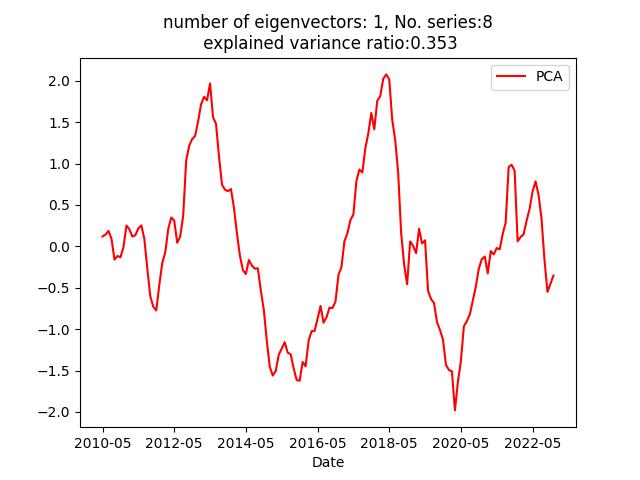 number of eigenvectors: 1, No. series:8
explained variance ratio:0.353
PCA
2.0
1.5
1.0
0.5
0.0
−0.5
−1.0
−1.5
−2.0
2010-05 2012-05 2014-05 2016-05 2018-05 2020-05 2022-05
Date